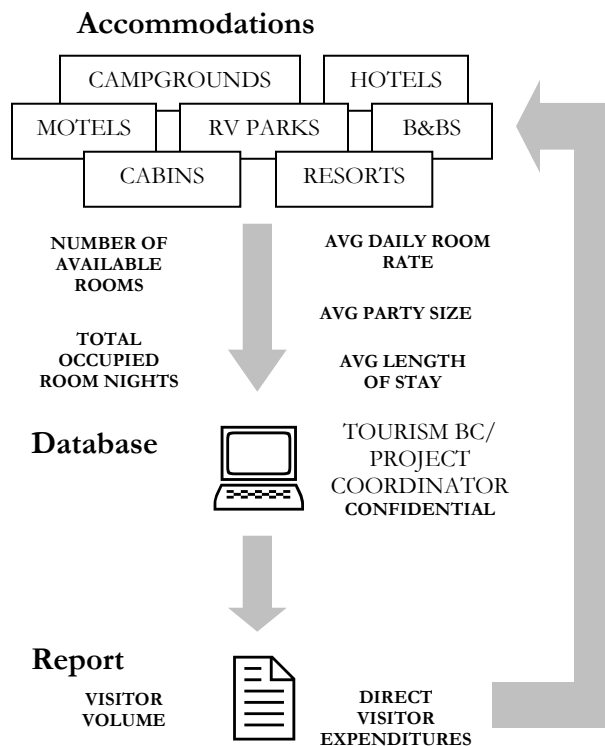 Accommodations
CAMPGROUNDS
HOTELS
MOTELS
RV PARKS
B&BS
CABINS
RESORTS
NUMBER OF
AVAILABLE
ROOMS
AVG DAILY ROOM
RATE
AVG PARTY SIZE
TOTAL
OCCUPIED
ROOM NIGHTS
AVG LENGTH
OF STAY
Database
TOURISM BC/
PROJECT
COORDINATOR
CONFIDENTIAL
Report
VISITOR
VOLUME
DIRECT
VISITOR
EXPENDITURES